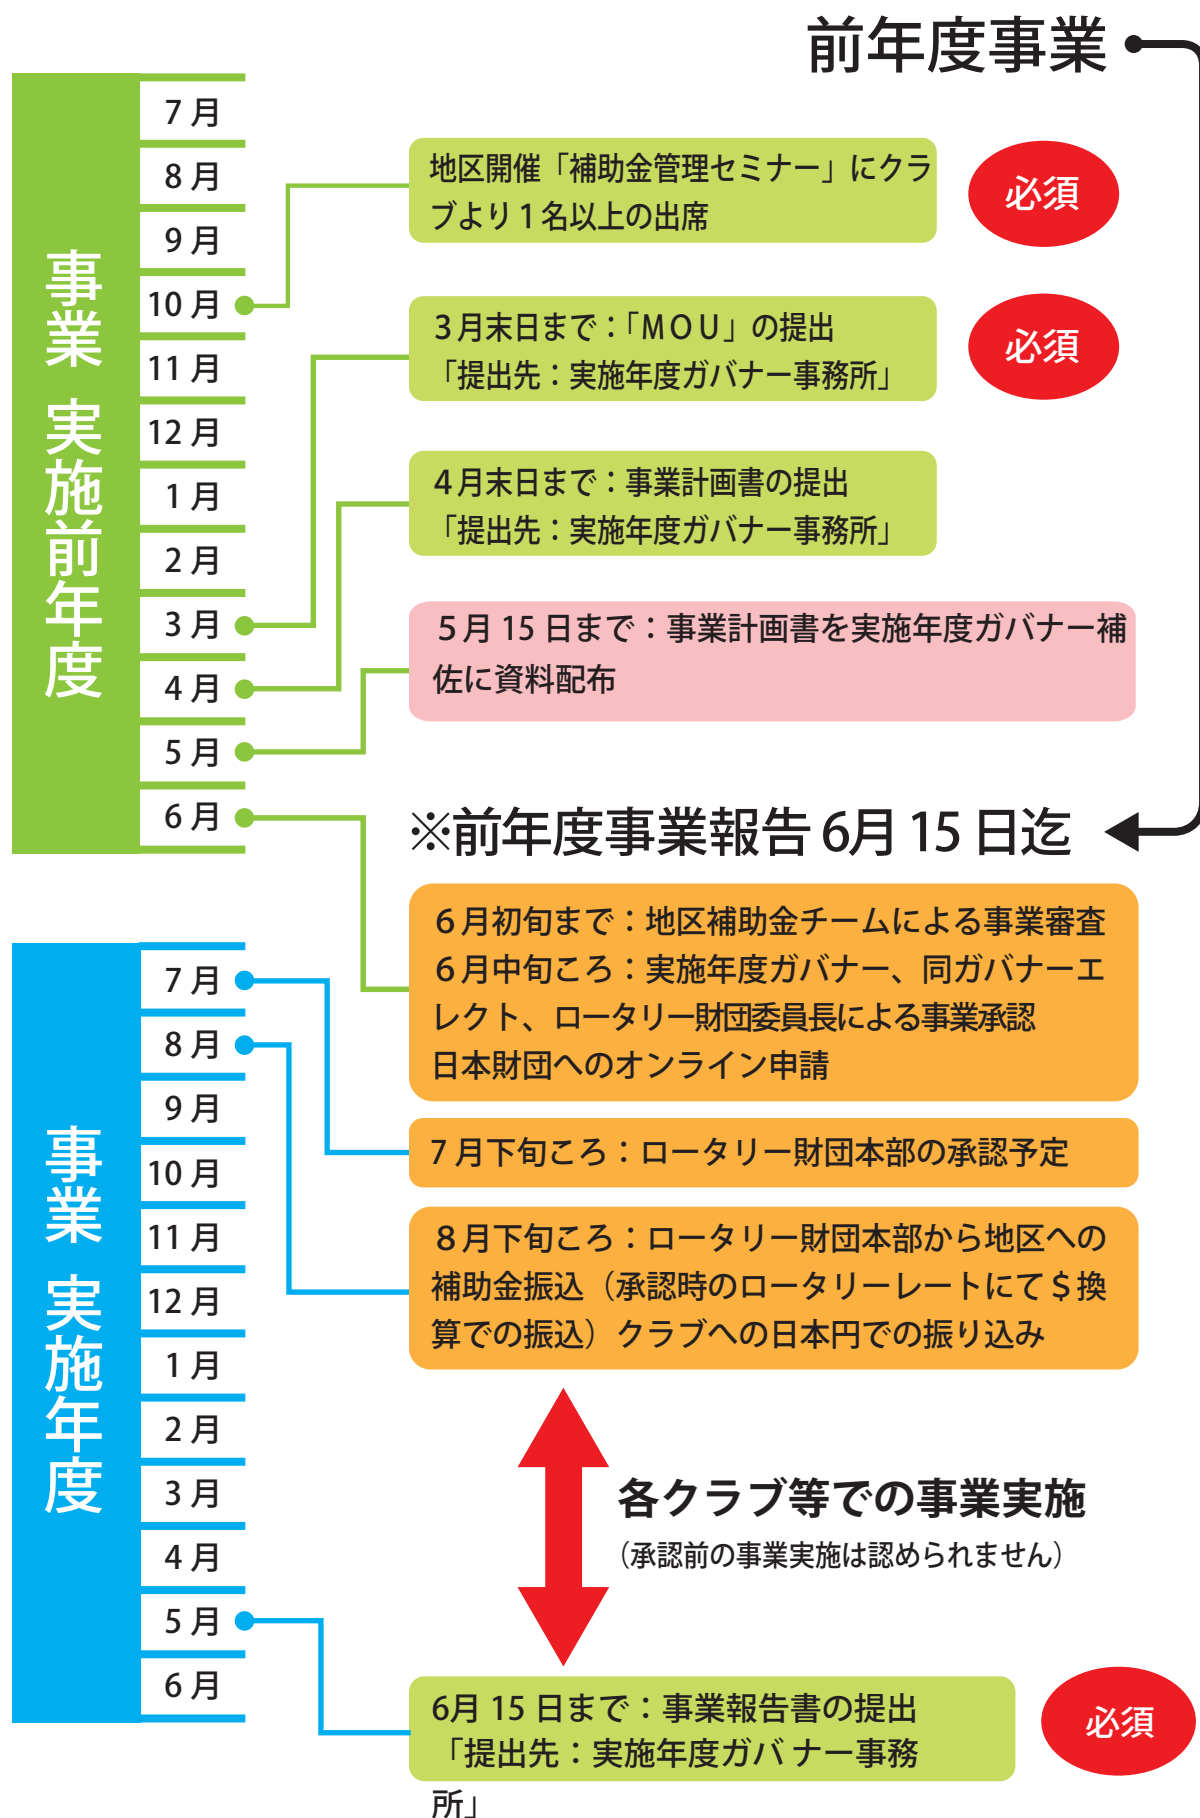 前年度事業
事業 実施前年度
7月
8月
9月
10月
11月
12月
1月
2月
3月
4月
5月
6月
地区開催「補助金管理セミナー」にクラ
ブより1名以上の出席
必須
3月末日まで：「ＭＯＵ」の提出
「提出先：実施年度ガバナー事務所」
必須
4月末日まで：事業計画書の提出
「提出先：実施年度ガバナー事務所」
5月15日まで：事業計画書を実施年度ガバナー補
佐に資料配布
※前年度事業報告6月15日迄
6月初旬まで：地区補助金チームによる事業審査
6月中旬ころ：実施年度ガバナー、同ガバナーエ
レクト、ロータリー財団委員長による事業承認
日本財団へのオンライン申請
事業 実施年度
7月
8月
9月
10月
11月
12月
1月
2月
3月
4月
5月
6月
7月下旬ころ：ロータリー財団本部の承認予定
8月下旬ころ：ロータリー財団本部から地区への
補助金振込（承認時のロータリーレートにて＄換
算での振込）クラブへの日本円での振り込み
各クラブ等での事業実施
（承認前の事業実施は認められません）
6月15日まで：事業報告書の提出
「提出先：実施年度ガバナー事務
所」
必須